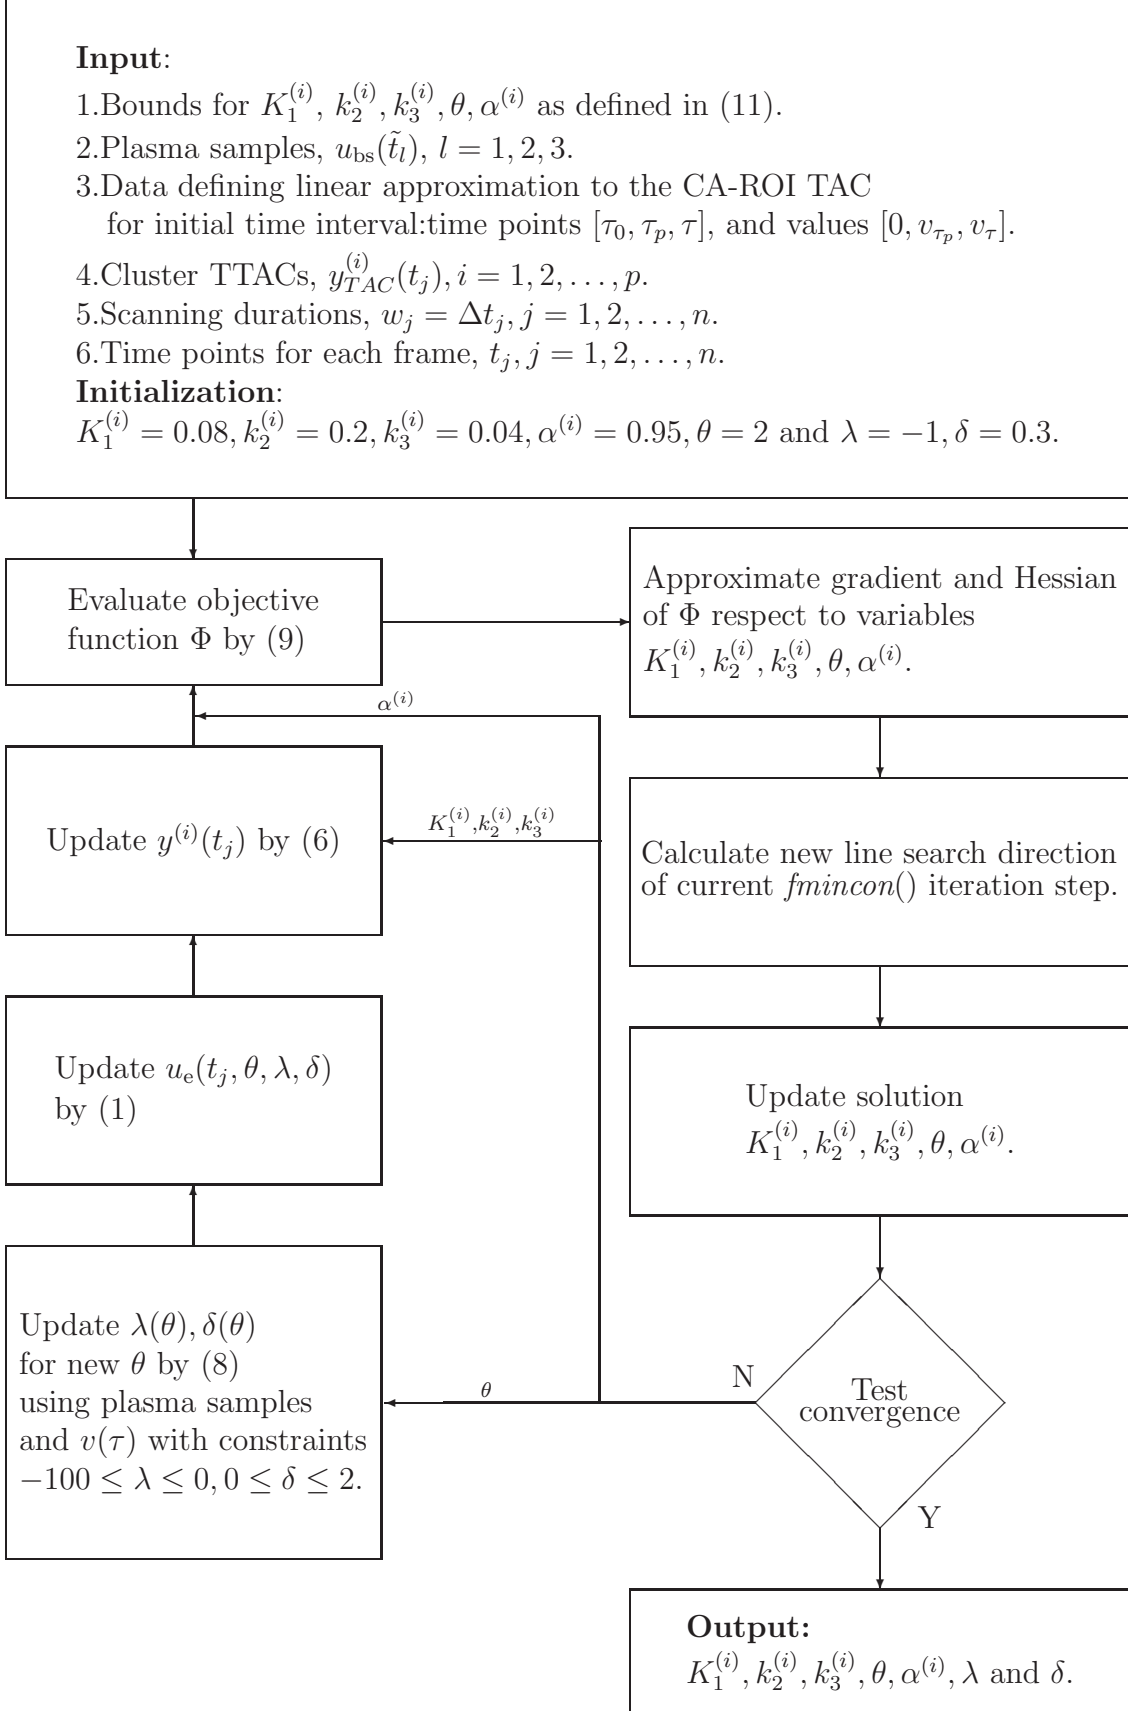 Input:
1.Bounds for K_1^{(i)}, k_2^{(i)}, k_3^{(i)}, θ, α^{(i)} as defined in (11).
2.Plasma samples, u_{bs}(t̃_l), l = 1, 2, 3.
3.Data defining linear approximation to the CA-ROI TAC
for initial time interval:time points [τ_0, τ_p, τ], and values [0, v_{τ_p}, v_τ].
4.Cluster TTACs, y_{TAC}^{(i)}(t_j), i = 1, 2, . . . , p.
5.Scanning durations, w_j = Δt_j, j = 1, 2, . . . , n.
6.Time points for each frame, t_j, j = 1, 2, . . . , n.
Initialization:
K_1^{(i)} = 0.08, k_2^{(i)} = 0.2, k_3^{(i)} = 0.04, α^{(i)} = 0.95, θ = 2 and λ = −1, δ = 0.3.
Evaluate objective
function Φ by (9)
Approximate gradient and Hessian
of Φ respect to variables
K_1^{(i)}, k_2^{(i)}, k_3^{(i)}, θ, α^{(i)}.
α^{(i)}
Update y^{(i)}(t_j) by (6)
K_1^{(i)},k_2^{(i)},k_3^{(i)}
Calculate new line search direction
of current fmincon() iteration step.
Update u_e(t_j, θ, λ, δ)
by (1)
Update solution
K_1^{(i)}, k_2^{(i)}, k_3^{(i)}, θ, α^{(i)}.
Update λ(θ), δ(θ)
for new θ by (8)
using plasma samples
and v(τ) with constraints
−100 ≤ λ ≤ 0, 0 ≤ δ ≤ 2.
θ
N
Test
convergence
Y
Output:
K_1^{(i)}, k_2^{(i)}, k_3^{(i)}, θ, α^{(i)}, λ and δ.